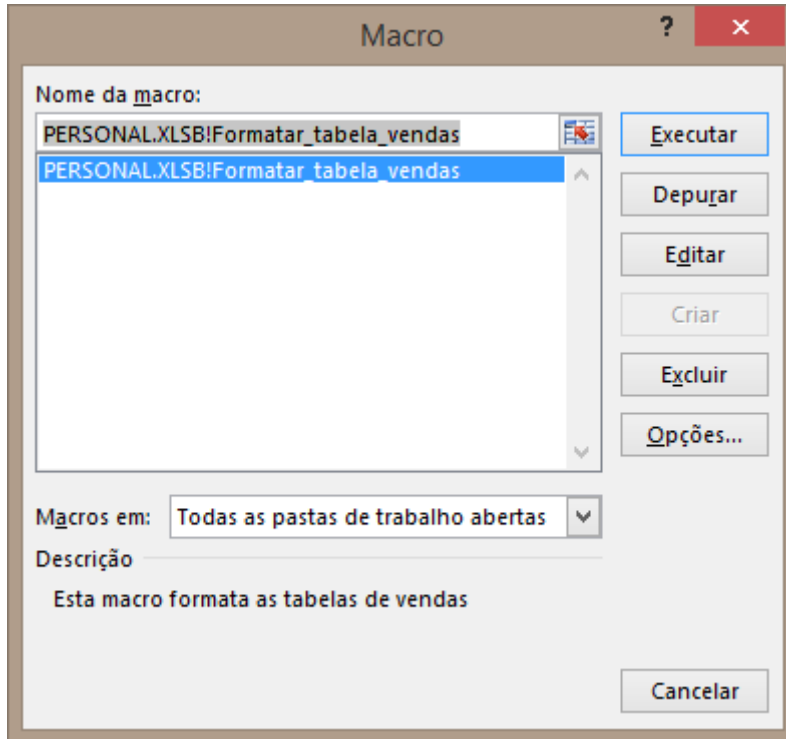 Macro
?
×
Nome da macro:
PERSONAL.XLSB!Formatar_tabela_vendas
PERSONAL.XLSB!Formatar_tabela_vendas
Executar
Depurar
Editar
Criar
Excluir
Opções...
Macros em: Todas as pastas de trabalho abertas
Descrição
Esta macro formata as tabelas de vendas
Cancelar